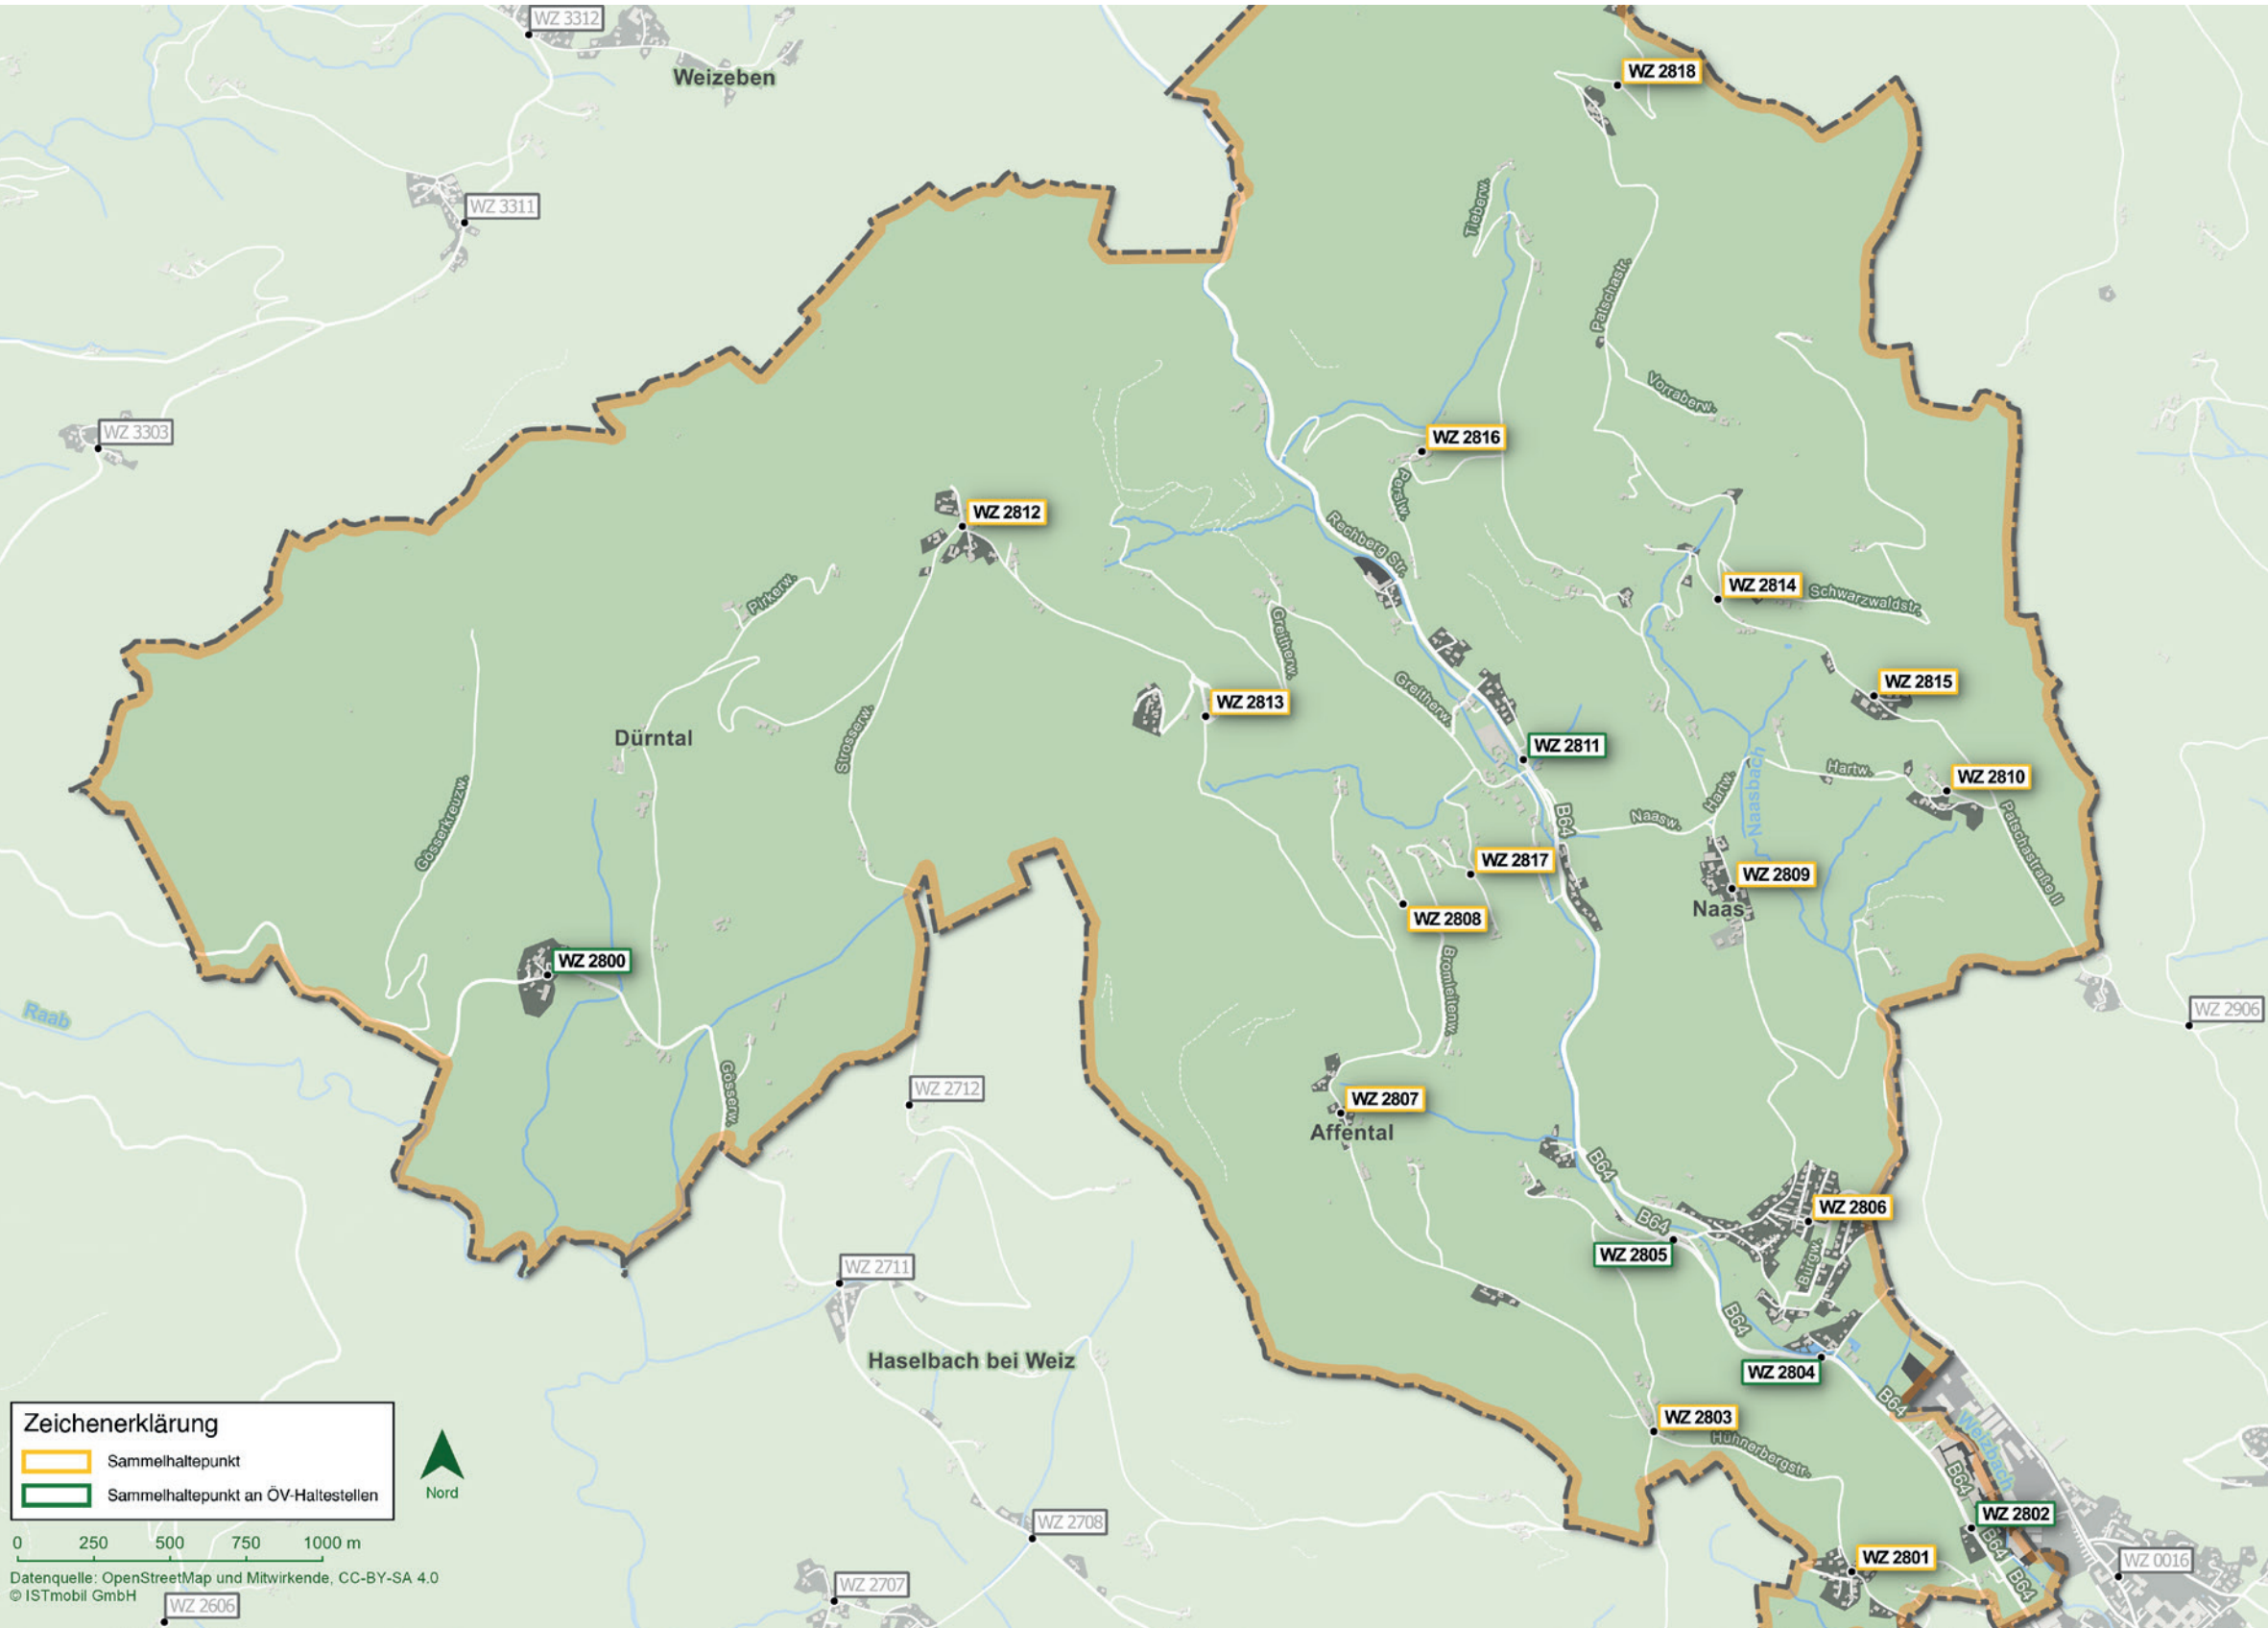 WZ 3312
Weizeben
WZ 2818
WZ 3311
Tieberw.
Patschastr.
Vorraberw.
WZ 3303
WZ 2816
Perslw.
WZ 2812
Rechberg Str.
Pirkerw.
WZ 2814
Schwarzwaldstr.
Greitherw.
WZ 2815
Greitherw.
WZ 2813
Strosserw.
Dürntal
WZ 2811
Hartw.
WZ 2810
Hartw.
Naasbach
Patschastraße II
B64
Naasw.
Gösserkreuzw.
WZ 2817
WZ 2809
Naas
WZ 2808
WZ 2800
Bromleitenw.
Raab
WZ 2906
WZ 2712
Gösserw.
WZ 2807
Affental
B64
WZ 2806
B64
WZ 2805
Bürgw.
WZ 2711
B64
Haselbach bei Weiz
WZ 2804
B64
WZ 2803
Hühnerbergstr.
Weizbach
B64
WZ 2802
B64
WZ 2801
B64
WZ 0016
WZ 2708
WZ 2707
Zeichenerklärung
Sammelhaltepunkt
Sammelhaltepunkt an ÖV-Haltestellen
Nord
0 250 500 750 1000 m
Datenquelle: OpenStreetMap und Mitwirkende, CC-BY-SA 4.0
© ISTmobil GmbH
WZ 2606